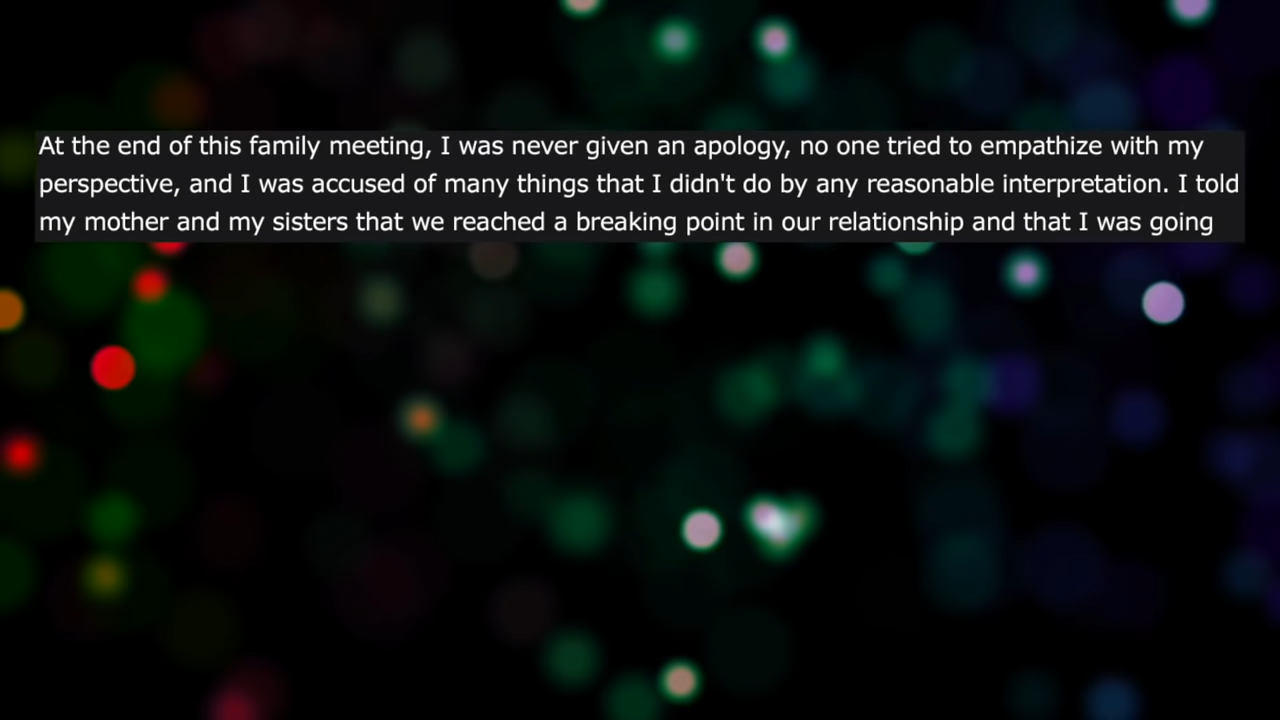 At the end of this family meeting, I was never given an apology, no one tried to empathize with my
perspective, and I was accused of many things that I didn't do by any reasonable interpretation. I told
my mother and my sisters that we reached a breaking point in our relationship and that I was going